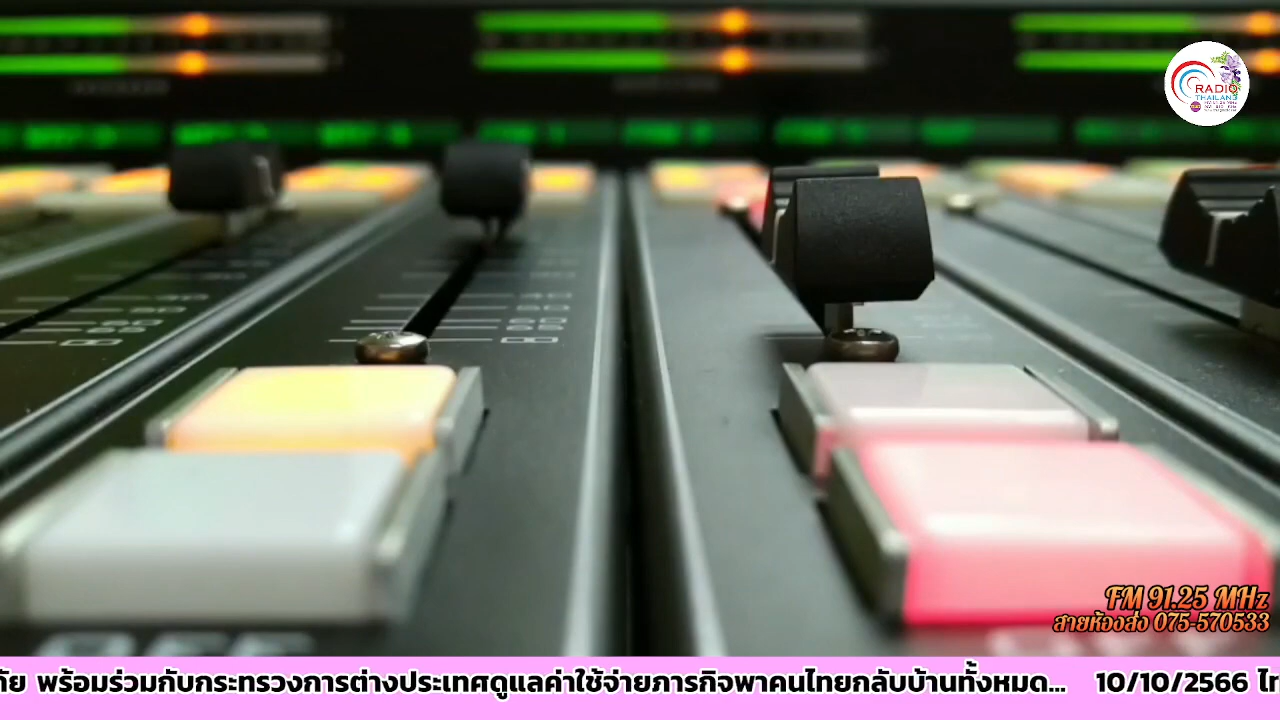 RADIO
THAILAND
FM 91.25 MHz
สายห้องส่ง 075-570533
พร้อมร่วมกับกระทรวงการต่างประเทศดูแลค่าใช้จ่ายภารกิจพาคนไทยกลับบ้านทั้งหมด... 10/10/2566